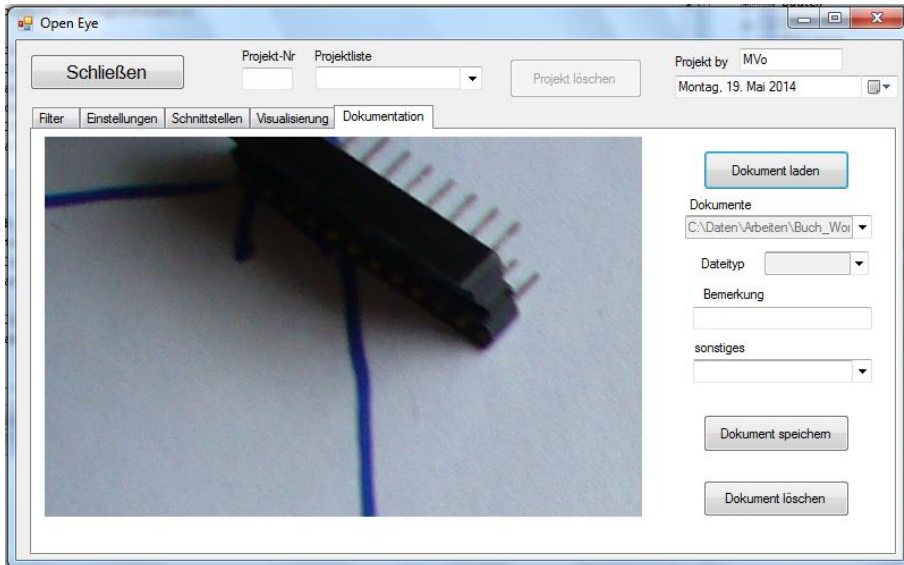 Open Eye
Schließen
Projekt-Nr
Projektliste
Projekt löschen
Projekt by
MVo
Montag, 19. Mai 2014
Filter
Einstellungen
Schnittstellen
Visualisierung
Dokumentation
Dokument laden
Dokumente
C:\Daten\Arbeiten\Buch_Wor
Dateityp
Bemerkung
sonstiges
Dokument speichern
Dokument löschen